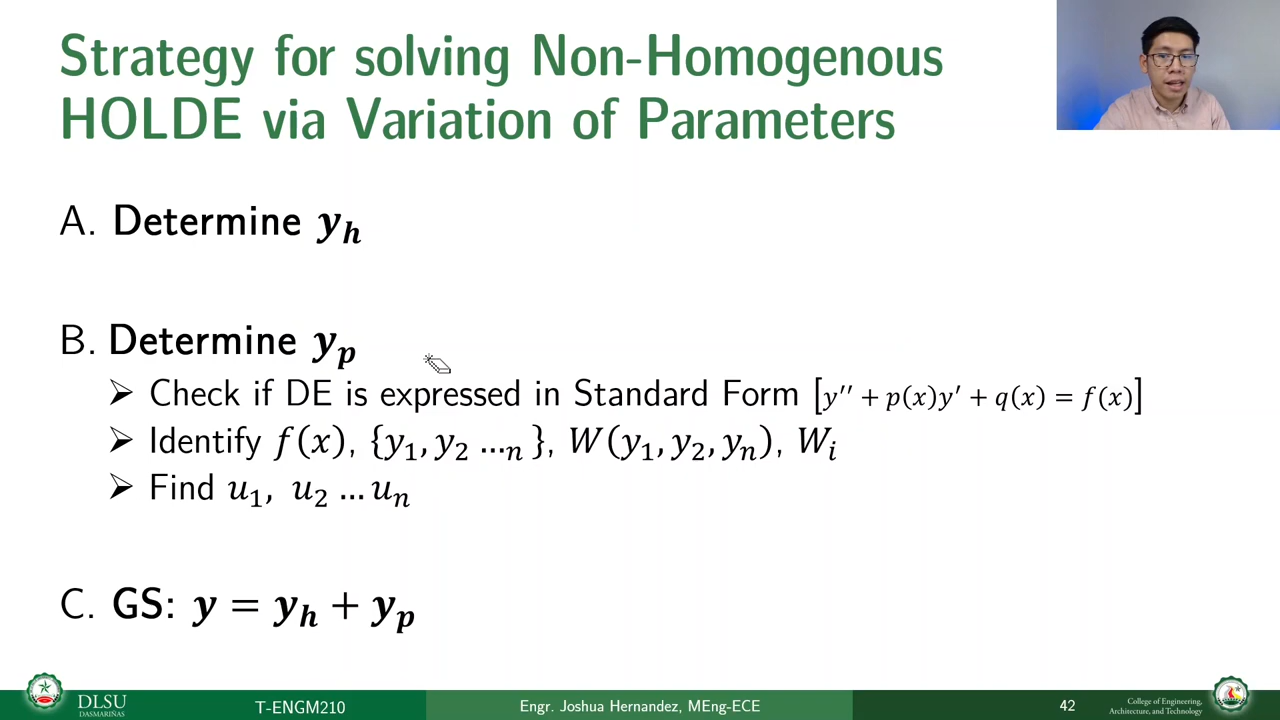 Strategy for solving Non-Homogenous
HOLDE via Variation of Parameters
A. Determine yₕ
B. Determine yₚ
➢ Check if DE is expressed in Standard Form [y′′ + p(x)y′ + q(x) = f(x)]
➢ Identify f(x), {y₁, y₂ …ₙ }, W(y₁, y₂, yₙ), Wᵢ
➢ Find u₁, u₂ … uₙ
C. GS: y = yₕ + yₚ
DLSU
DASMARIÑAS
T-ENGM210
Engr. Joshua Hernandez, MEng-ECE
42
College of Engineering,
Architecture, and Technology